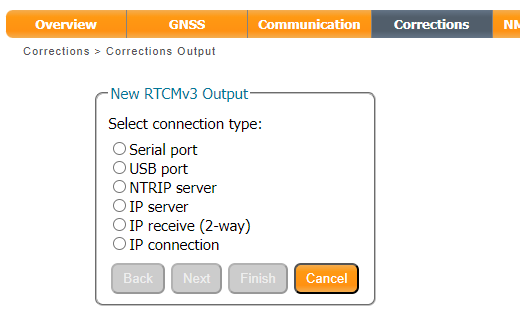 Overview GNSS Communication Corrections NM
Corrections > Corrections Output
New RTCMv3 Output
Select connection type:
Serial port
USB port
NTRIP server
IP server
IP receive (2-way)
IP connection
Back Next Finish Cancel